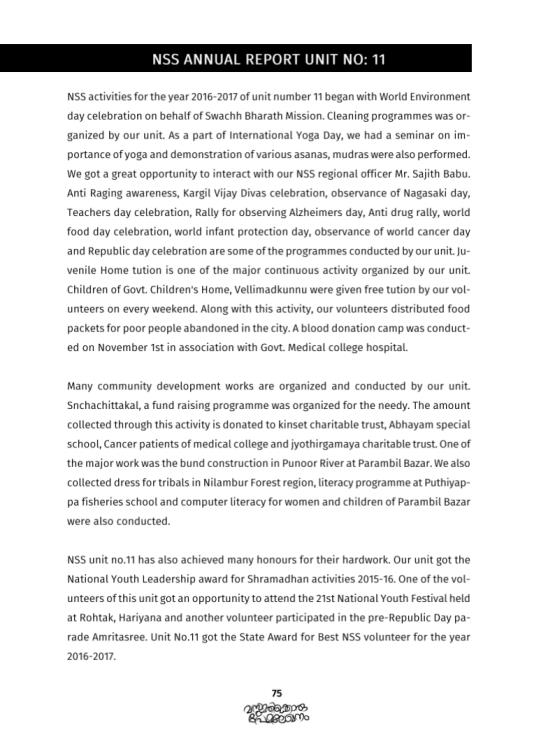 NSS ANNUAL REPORT UNIT NO: 11
NSS activities for the year 2016-2017 of unit number 11 began with World Environment
day celebration on behalf of Swachh Bharath Mission. Cleaning programmes was or-
ganized by our unit. As a part of International Yoga Day, we had a seminar on im-
portance of yoga and demonstration of various asanas, mudras were also performed.
We got a great opportunity to interact with our NSS regional officer Mr. Sajith Babu.
Anti Raging awareness, Kargil Vijay Divas celebration, observance of Nagasaki day,
Teachers day celebration, Rally for observing Alzheimers day, Anti drug rally, world
food day celebration, world infant protection day, observance of world cancer day
and Republic day celebration are some of the programmes conducted by our unit. Ju-
venile Home tution is one of the major continuous activity organized by our unit.
Children of Govt. Children's Home, Vellimadkunnu were given free tution by our vol-
unteers on every weekend. Along with this activity, our volunteers distributed food
packets for poor people abandoned in the city. A blood donation camp was conduct-
ed on November 1st in association with Govt. Medical college hospital.
Many community development works are organized and conducted by our unit.
Snchachittakal, a fund raising programme was organized for the needy. The amount
collected through this activity is donated to kinset charitable trust, Abhayam special
school, Cancer patients of medical college and jyothirgamaya charitable trust. One of
the major work was the bund construction in Punoor River at Parambil Bazar. We also
collected dress for tribals in Nilambur Forest region, literacy programme at Puthiyap-
pa fisheries school and computer literacy for women and children of Parambil Bazar
were also conducted.
NSS unit no.11 has also achieved many honours for their hardwork. Our unit got the
National Youth Leadership award for Shramadhan activities 2015-16. One of the vol-
unteers of this unit got an opportunity to attend the 21st National Youth Festival held
at Rohtak, Hariyana and another volunteer participated in the pre-Republic Day pa-
rade Amritasree. Unit No.11 got the State Award for Best NSS volunteer for the year
2016-2017.
75